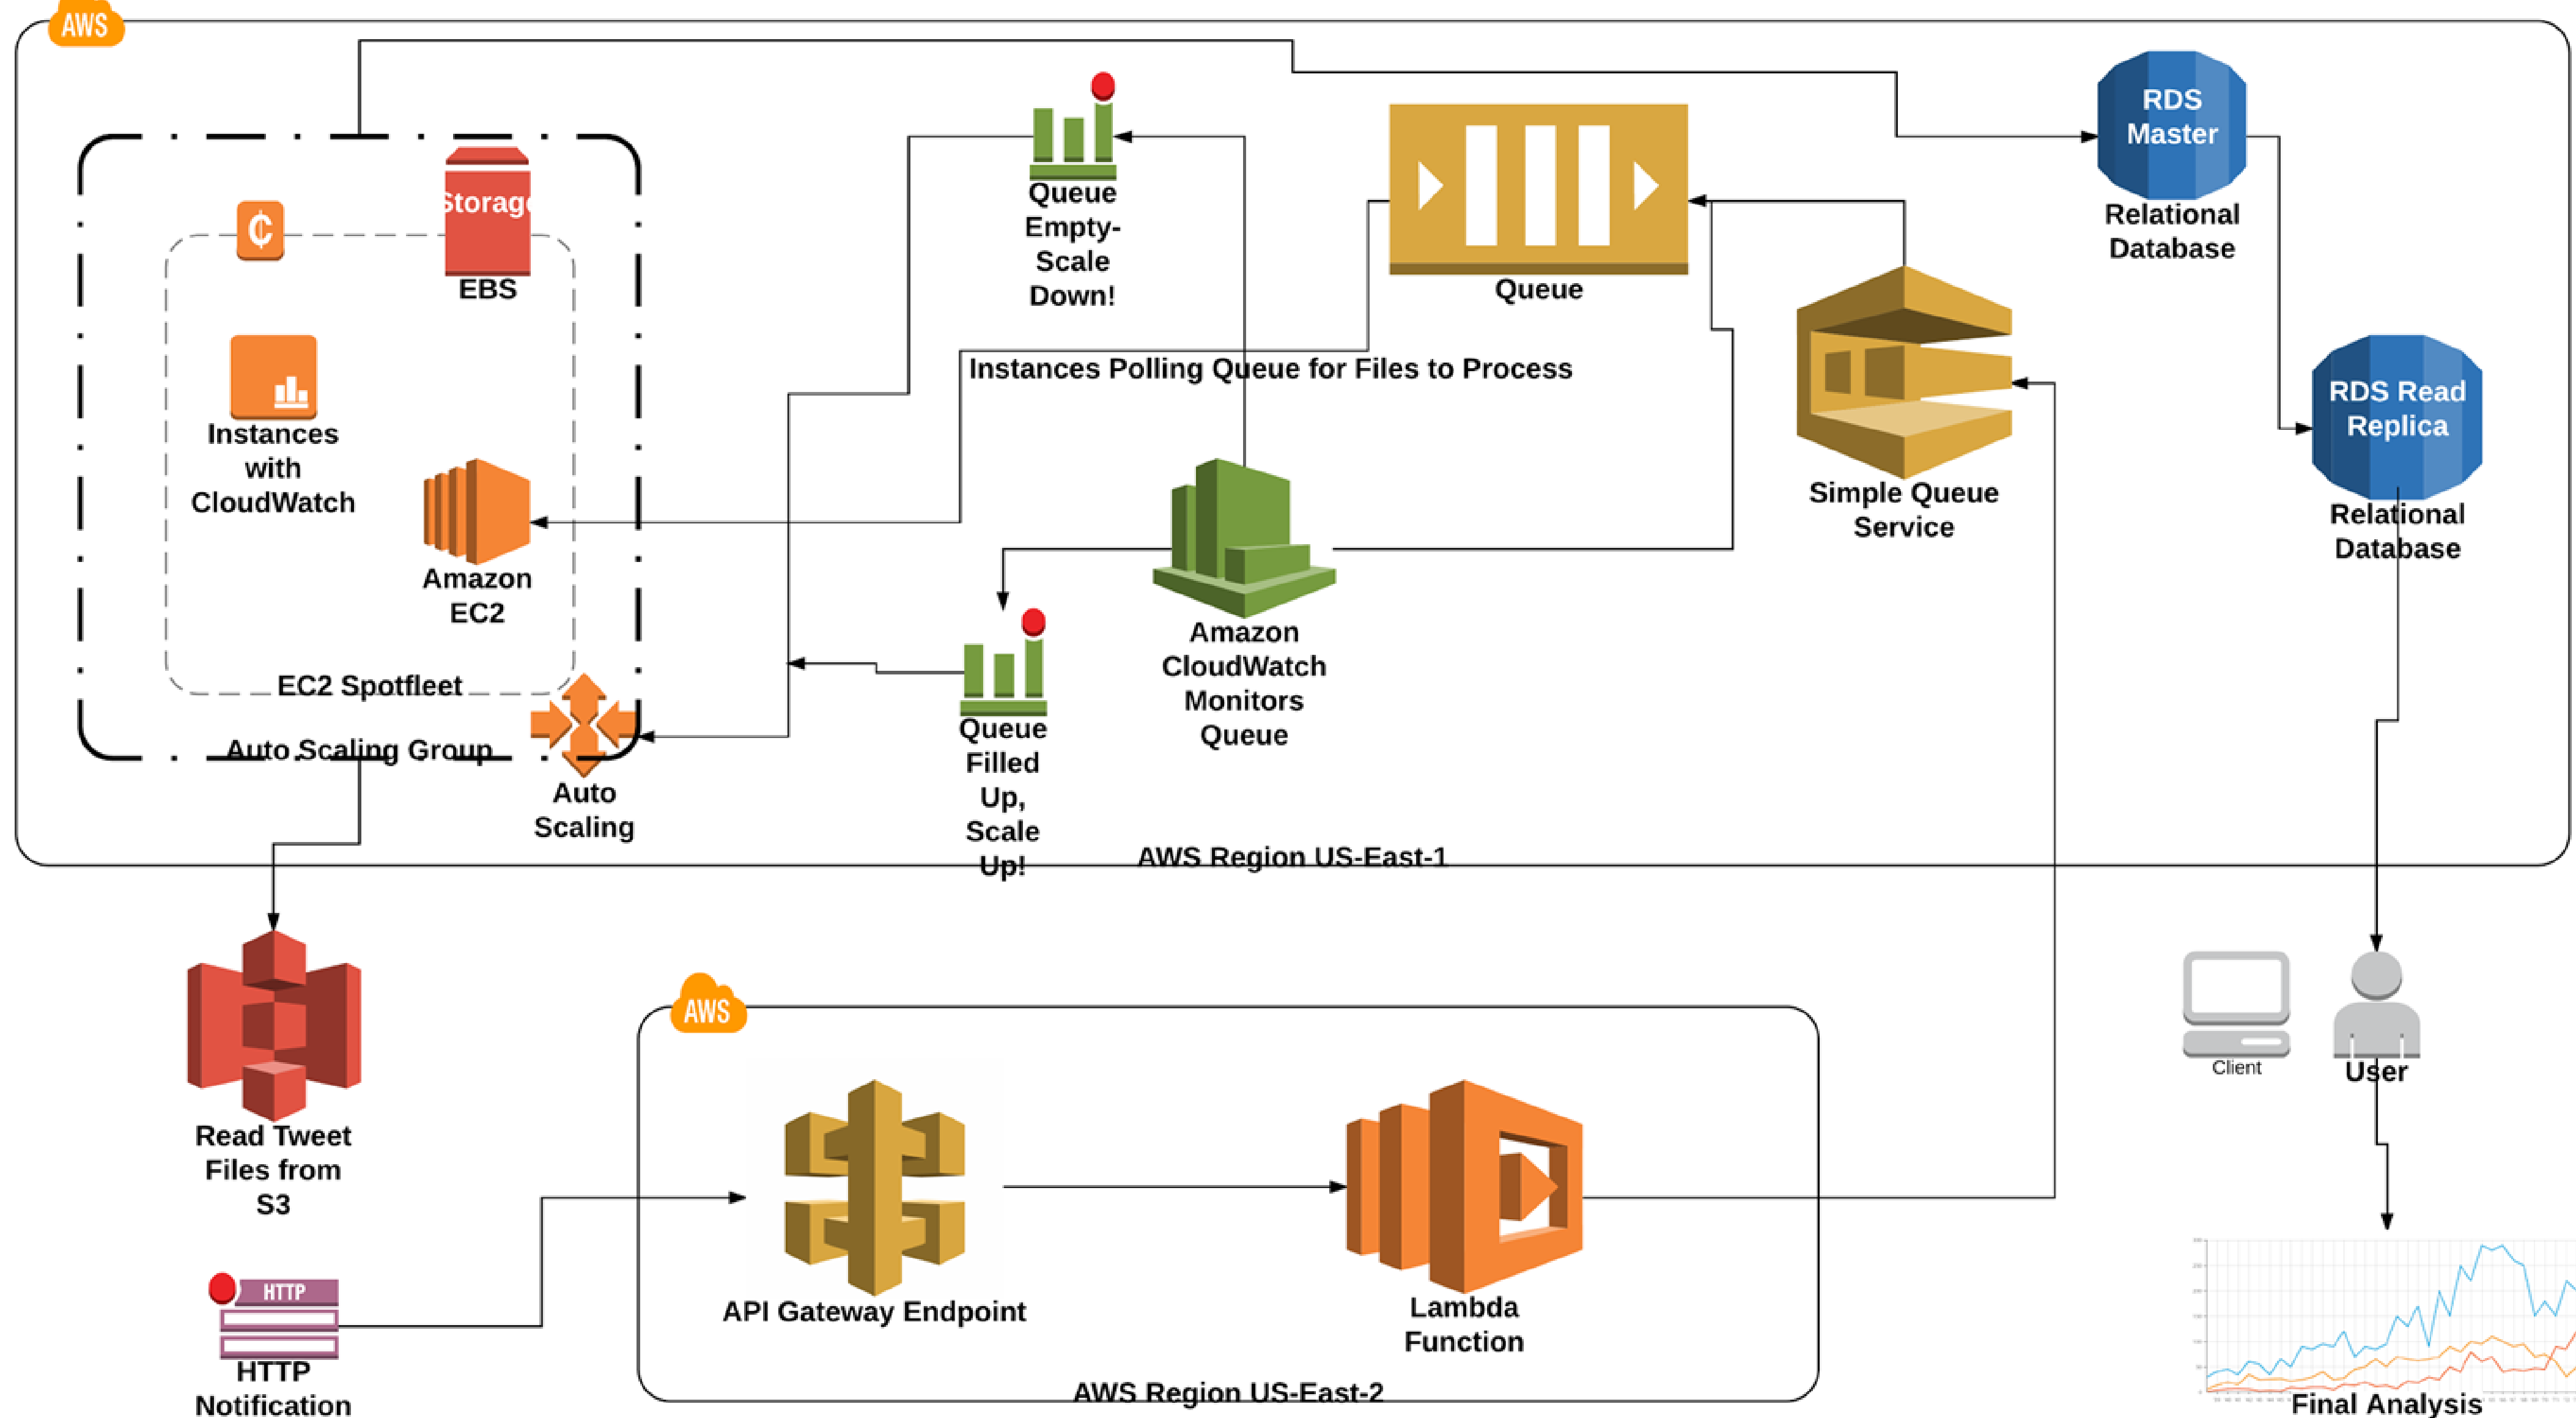 AWS
RDS
Master
Relational
Database
Storage
EBS
Queue
Empty-
Scale
Down!
Queue
Instances Polling Queue for Files to Process
RDS Read
Replica
Relational
Database
Instances
with
CloudWatch
Simple Queue
Service
Amazon
EC2
Amazon
CloudWatch
Monitors
Queue
EC2 Spotfleet
Auto Scaling Group
Auto
Scaling
Queue
Filled
Up,
Scale
Up!
AWS Region US-East-1
Read Tweet
Files from
S3
AWS
Client
User
HTTP
HTTP
Notification
API Gateway Endpoint
Lambda
Function
AWS Region US-East-2
Final Analysis